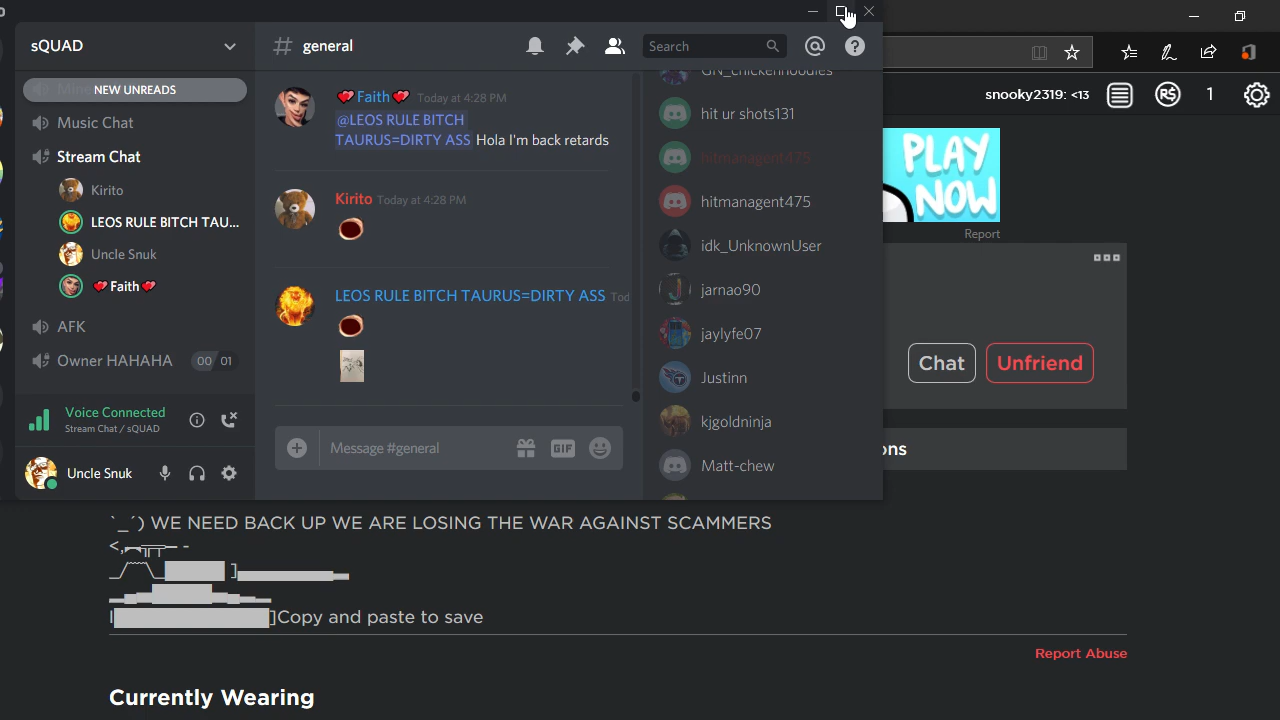 sQUAD
NEW UNREADS
Music Chat
Stream Chat
Kirito
LEOS RULE BITCH TAU...
Uncle Snuk
Faith
AFK
Owner HAHAHA 00 01
Voice Connected
Stream Chat / sQUAD
Uncle Snuk
# general
Search
Faith Today at 4:28 PM
@LEOS RULE BITCH
TAURUS=DIRTY ASS Hola I'm back retards
Kirito Today at 4:28 PM
LEOS RULE BITCH TAURUS=DIRTY ASS Tod
Message #general
GIF
GN_chickennoodles
hit ur shots131
hitmanagent475
hitmanagent475
idk_UnknownUser
jarnao90
jaylyfe07
Justinn
kjgoldninja
Matt-chew
snooky2319: <13
R$
1
PLAY
NOW
Report
Chat
Unfriend
ons
`_´) WE NEED BACK UP WE ARE LOSING THE WAR AGAINST SCAMMERS
<,︻╦╤─ -
_/﹋\_█████ ]▄▄▄▄▄▄▄▄▃
▂▄▅█████▅▄▃▂
I█████████████]Copy and paste to save
Report Abuse
Currently Wearing